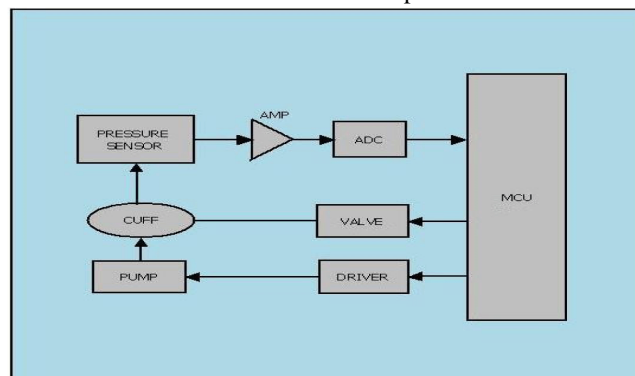 AMP
PRESSURE
SENSOR
ADC
MCU
CUFF
VALVE
PUMP
DRIVER